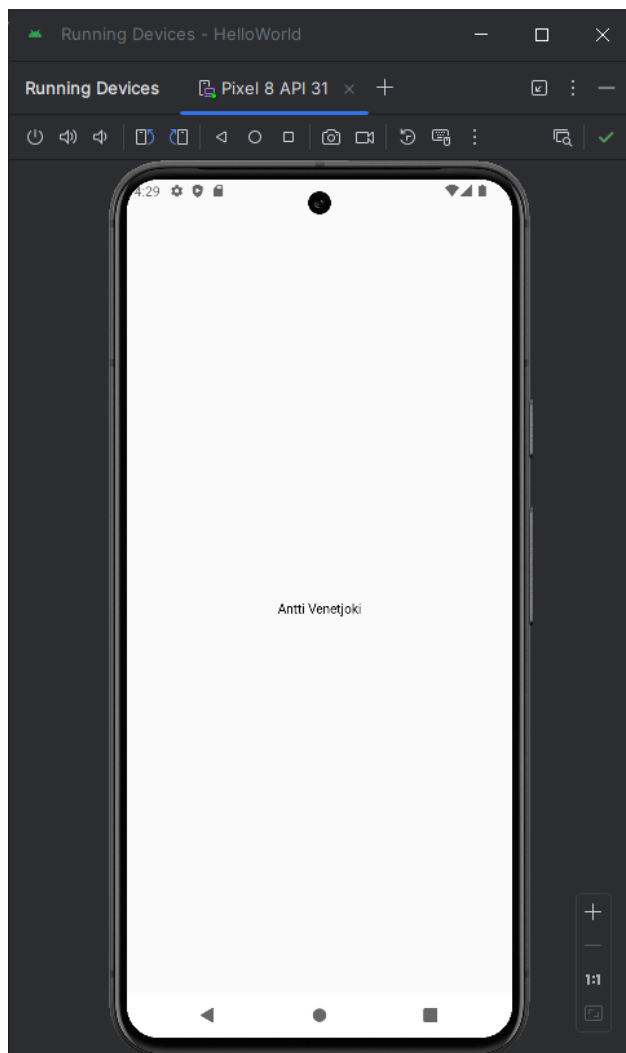 Running Devices - HelloWorld
Running Devices
Pixel 8 API 31
4:29
Antti Venetjoki
1:1